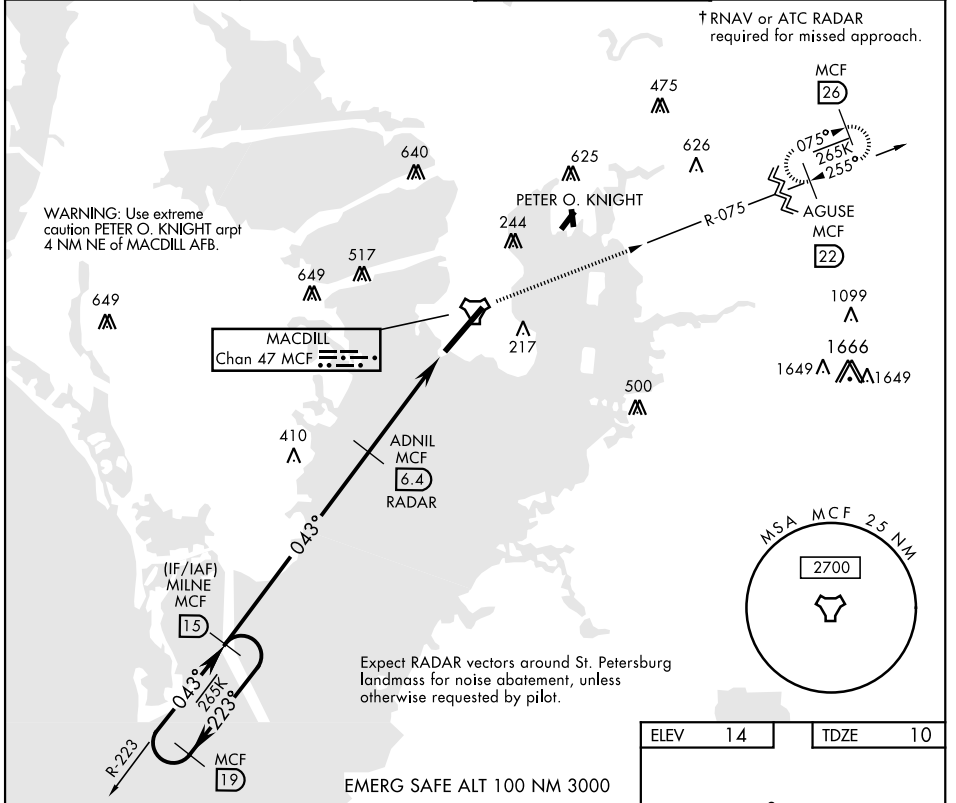 † RNAV or ATC RADAR
required for missed approach.
MCF
26
475
075°
265K
255°
626
640
625
PETER O. KNIGHT
R-075
AGUSE
MCF
22
WARNING: Use extreme
caution PETER O. KNIGHT arpt
4 NM NE of MACDILL AFB.
244
517
649
649
1099
MACDILL
Chan 47 MCF
217
1666
1649
1649
500
410
ADNIL
MCF
6.4
RADAR
043°
MSA MCF 25 NM
2700
(IF/IAF)
MILNE
MCF
15
Expect RADAR vectors around St. Petersburg
landmass for noise abatement, unless
otherwise requested by pilot.
043°
265K
223°
R-223
MCF
19
EMERG SAFE ALT 100 NM 3000
ELEV 14
TDZE 10